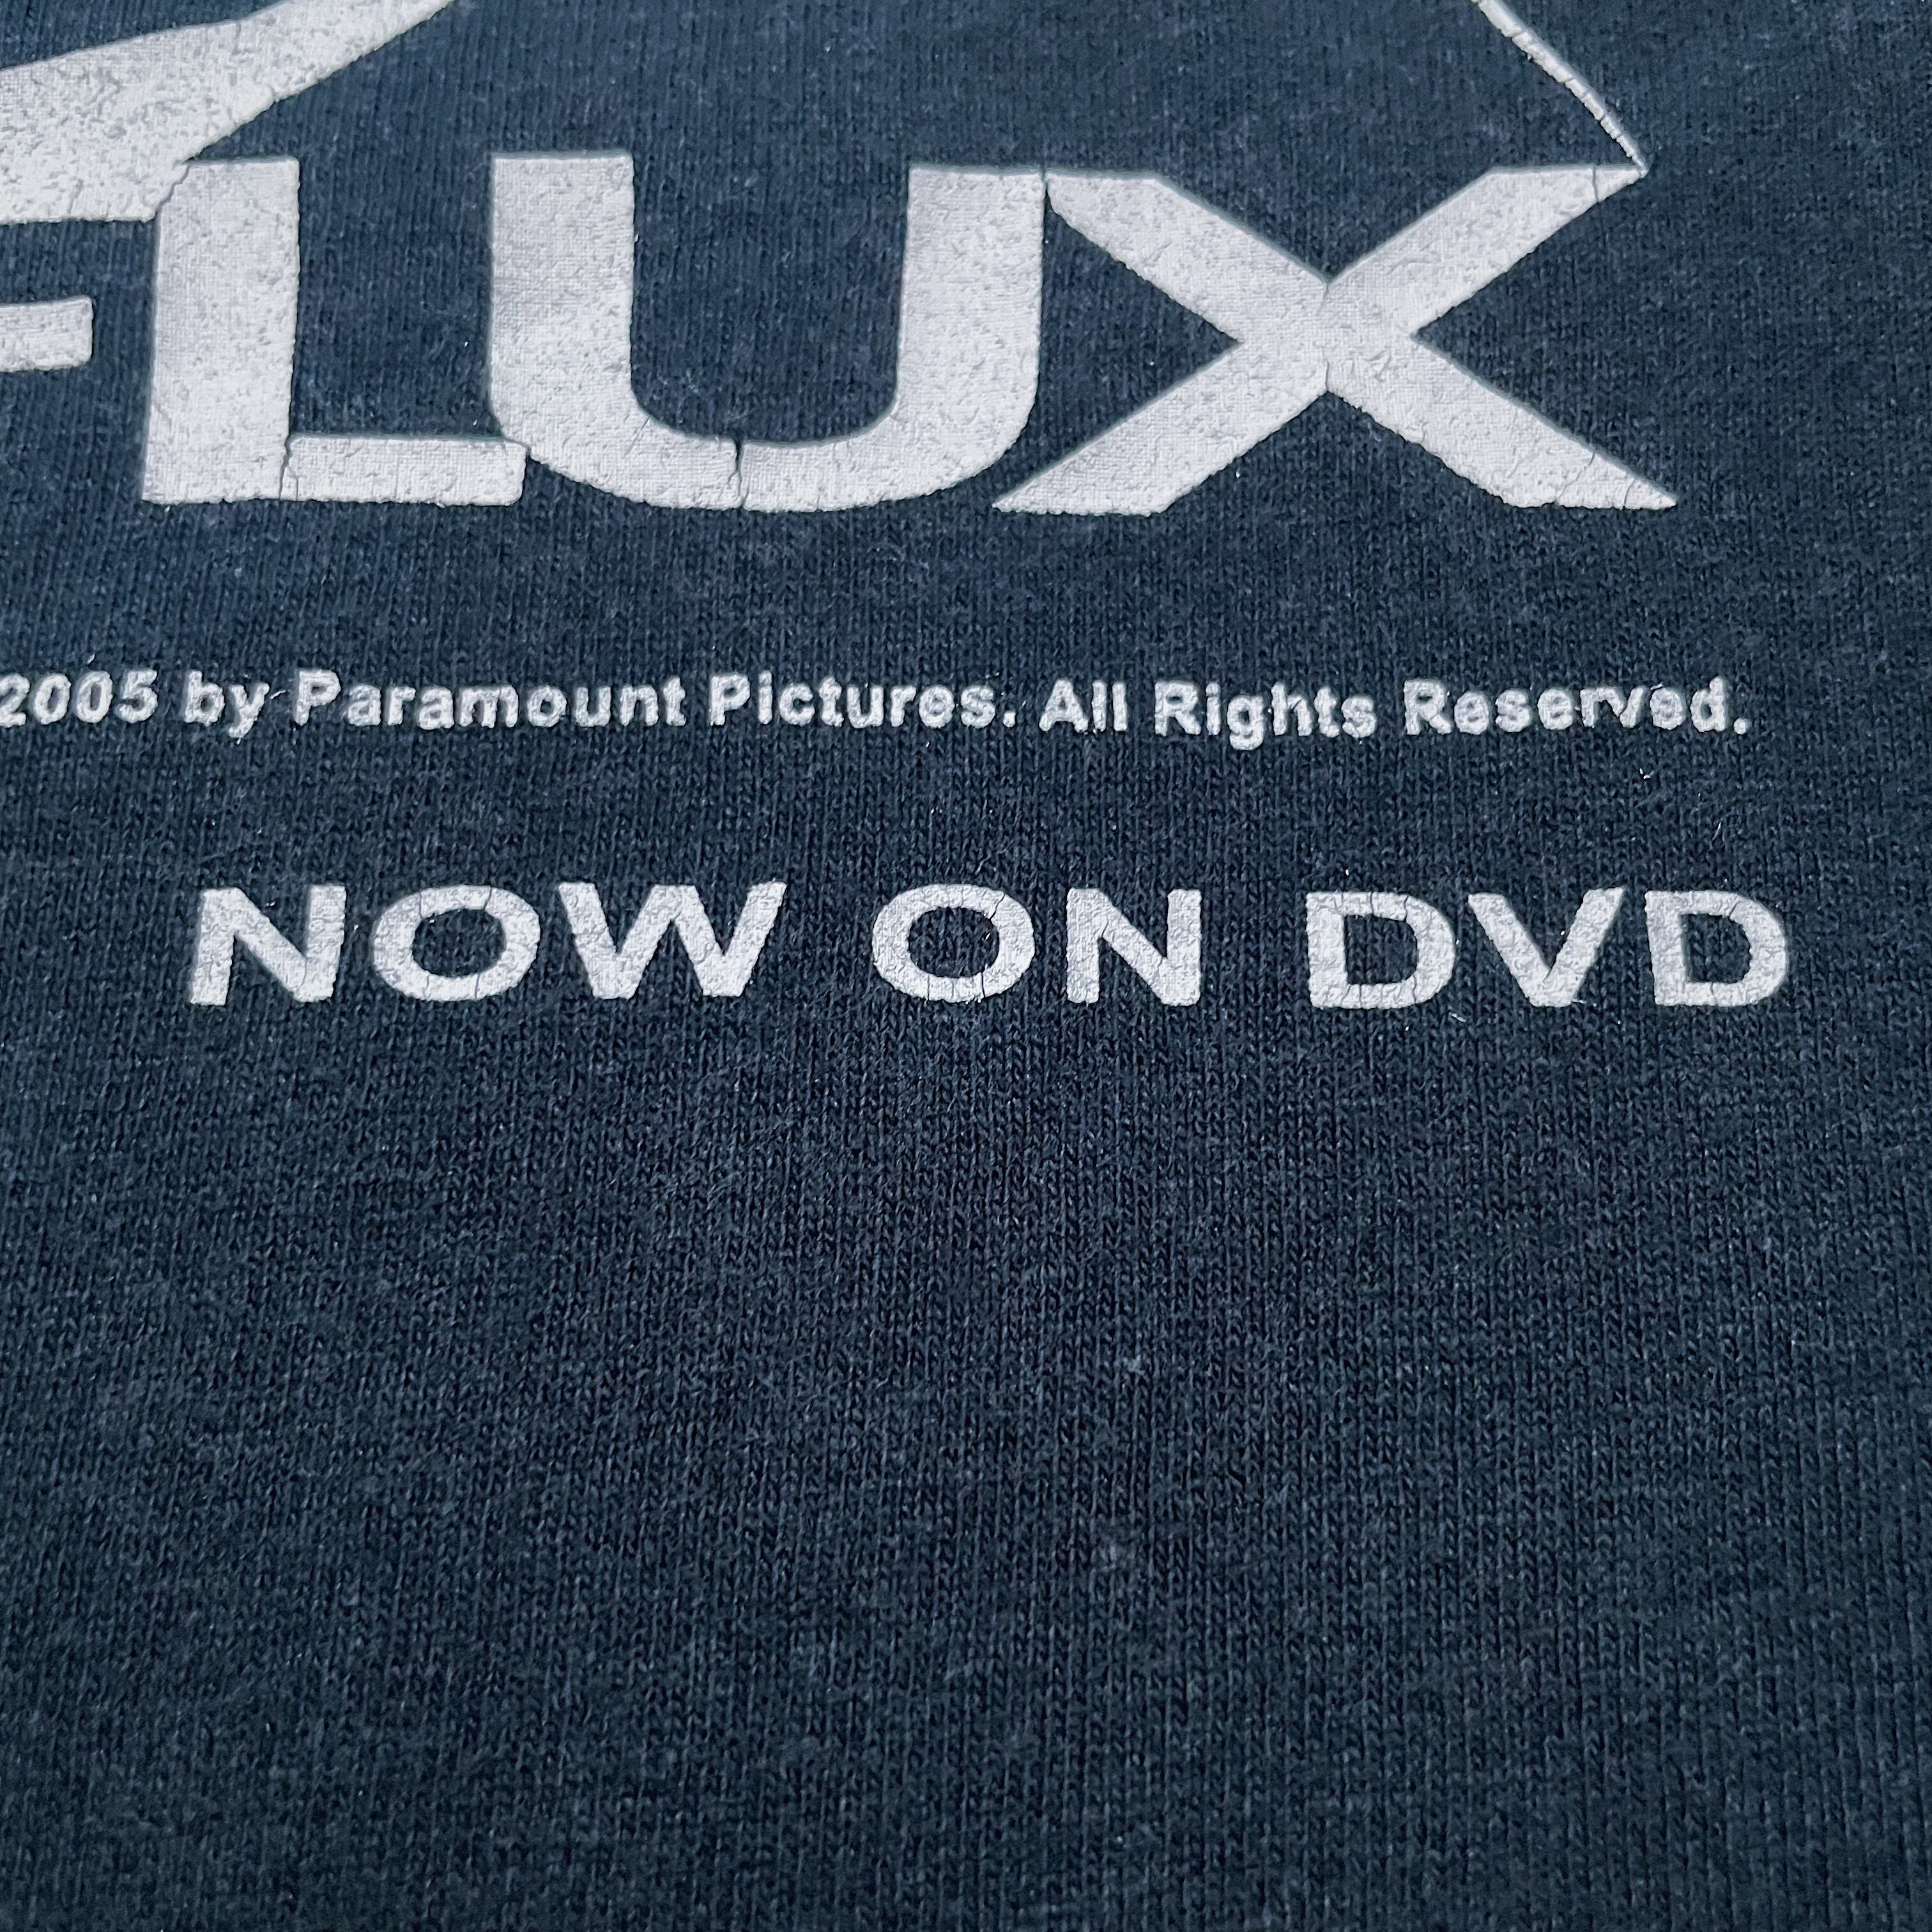 FLUX
2005 by Paramount Pictures. All Rights Reserved.
NOW ON DVD